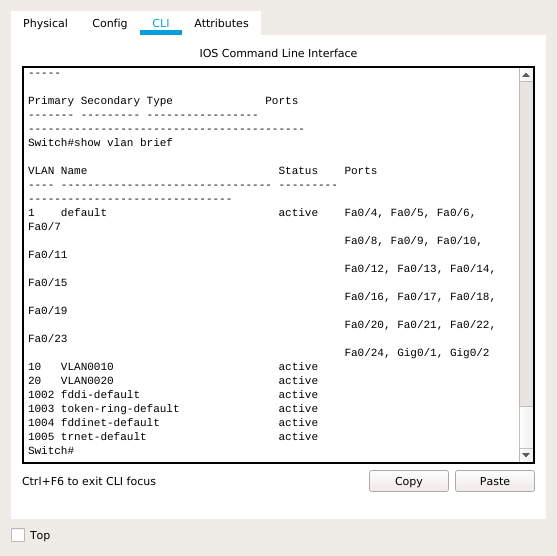 Physical Config CLI Attributes
IOS Command Line Interface
-----
Primary Secondary Type              Ports
------- --------- -----------------
------------------------------------------
Switch#show vlan brief
VLAN Name                             Status    Ports
---- -------------------------------- ---------
-------------------------------
1    default                          active    Fa0/4, Fa0/5, Fa0/6,
Fa0/7
                                                Fa0/8, Fa0/9, Fa0/10,
Fa0/11
                                                Fa0/12, Fa0/13, Fa0/14,
Fa0/15
                                                Fa0/16, Fa0/17, Fa0/18,
Fa0/19
                                                Fa0/20, Fa0/21, Fa0/22,
Fa0/23
                                                Fa0/24, Gig0/1, Gig0/2
10   VLAN0010                         active
20   VLAN0020                         active
1002 fddi-default                     active
1003 token-ring-default               active
1004 fddinet-default                  active
1005 trnet-default                    active
Switch#
Ctrl+F6 to exit CLI focus Copy Paste
Top